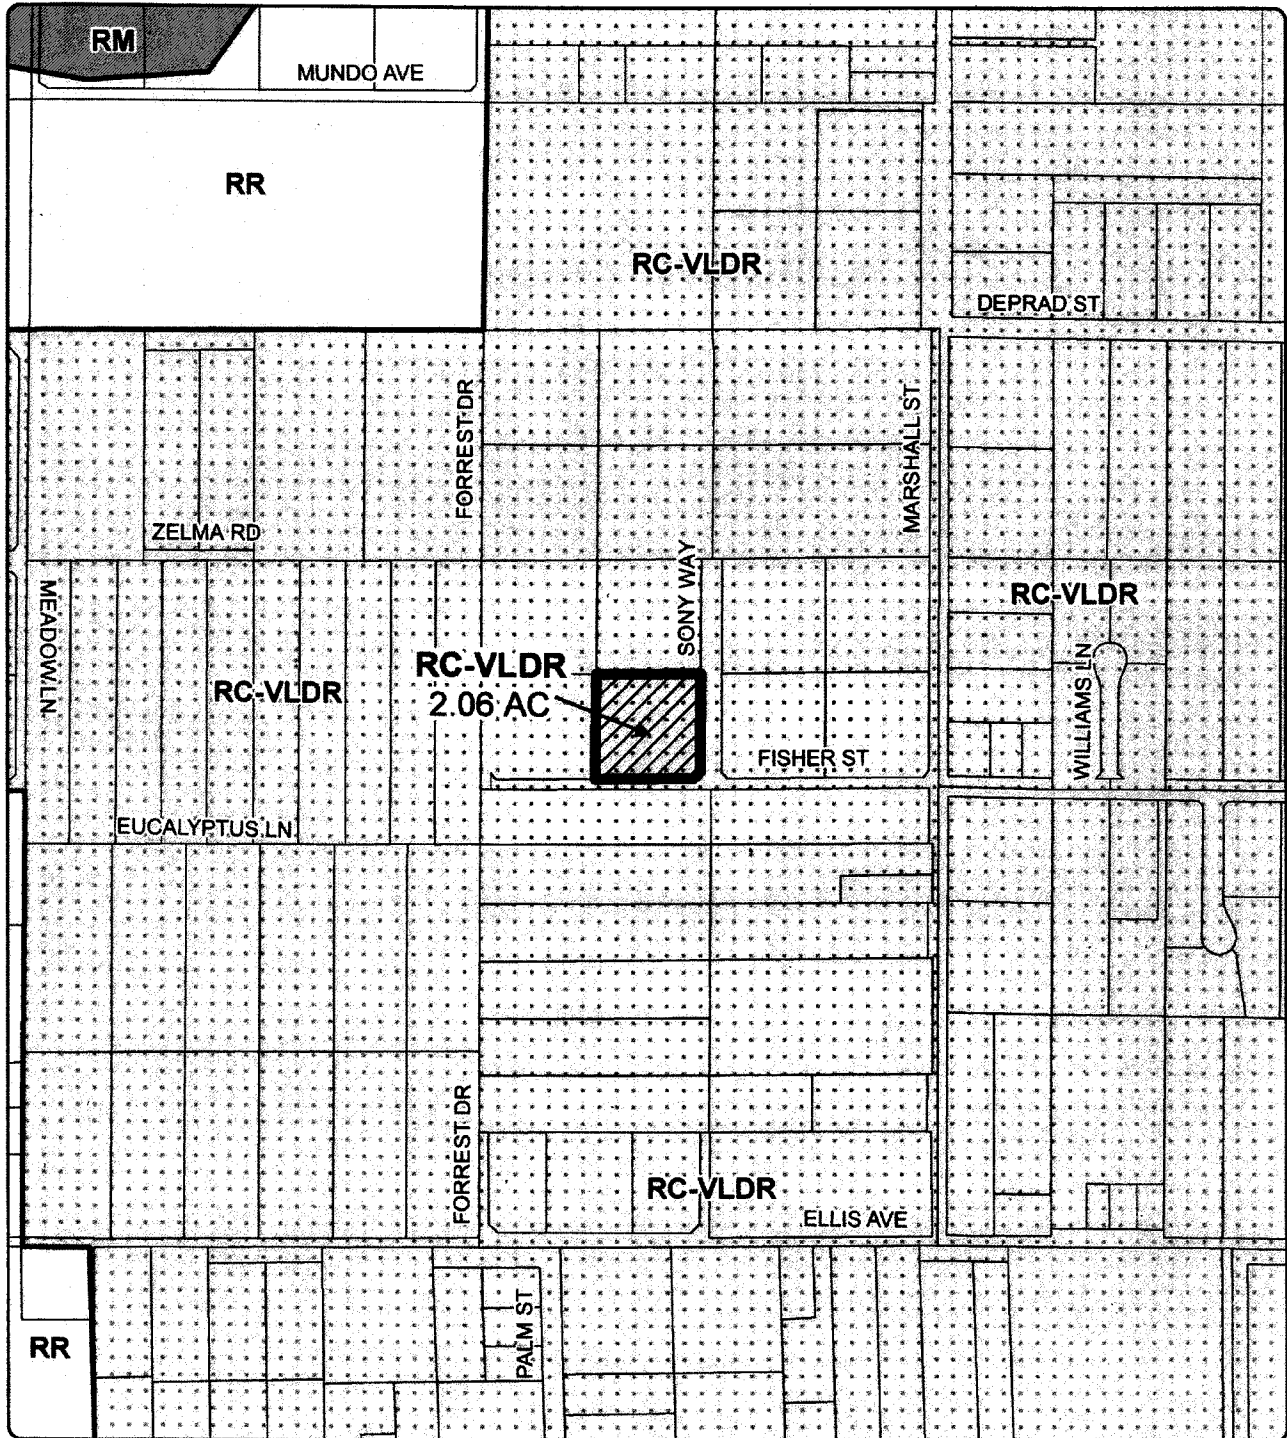 RM
MUNDO AVE
RR
RC-VLDR
DEPRAD ST
FORREST DR
MARSHALL ST
ZELMA RD
SONY WAY
MEADOW LN
RC-VLDR
RC-VLDR
RC-VLDR
2.06 AC
WILLIAMS LN
FISHER ST
EUCALYPTUS LN
FORREST DR
RC-VLDR
ELLIS AVE
PALM ST
RR